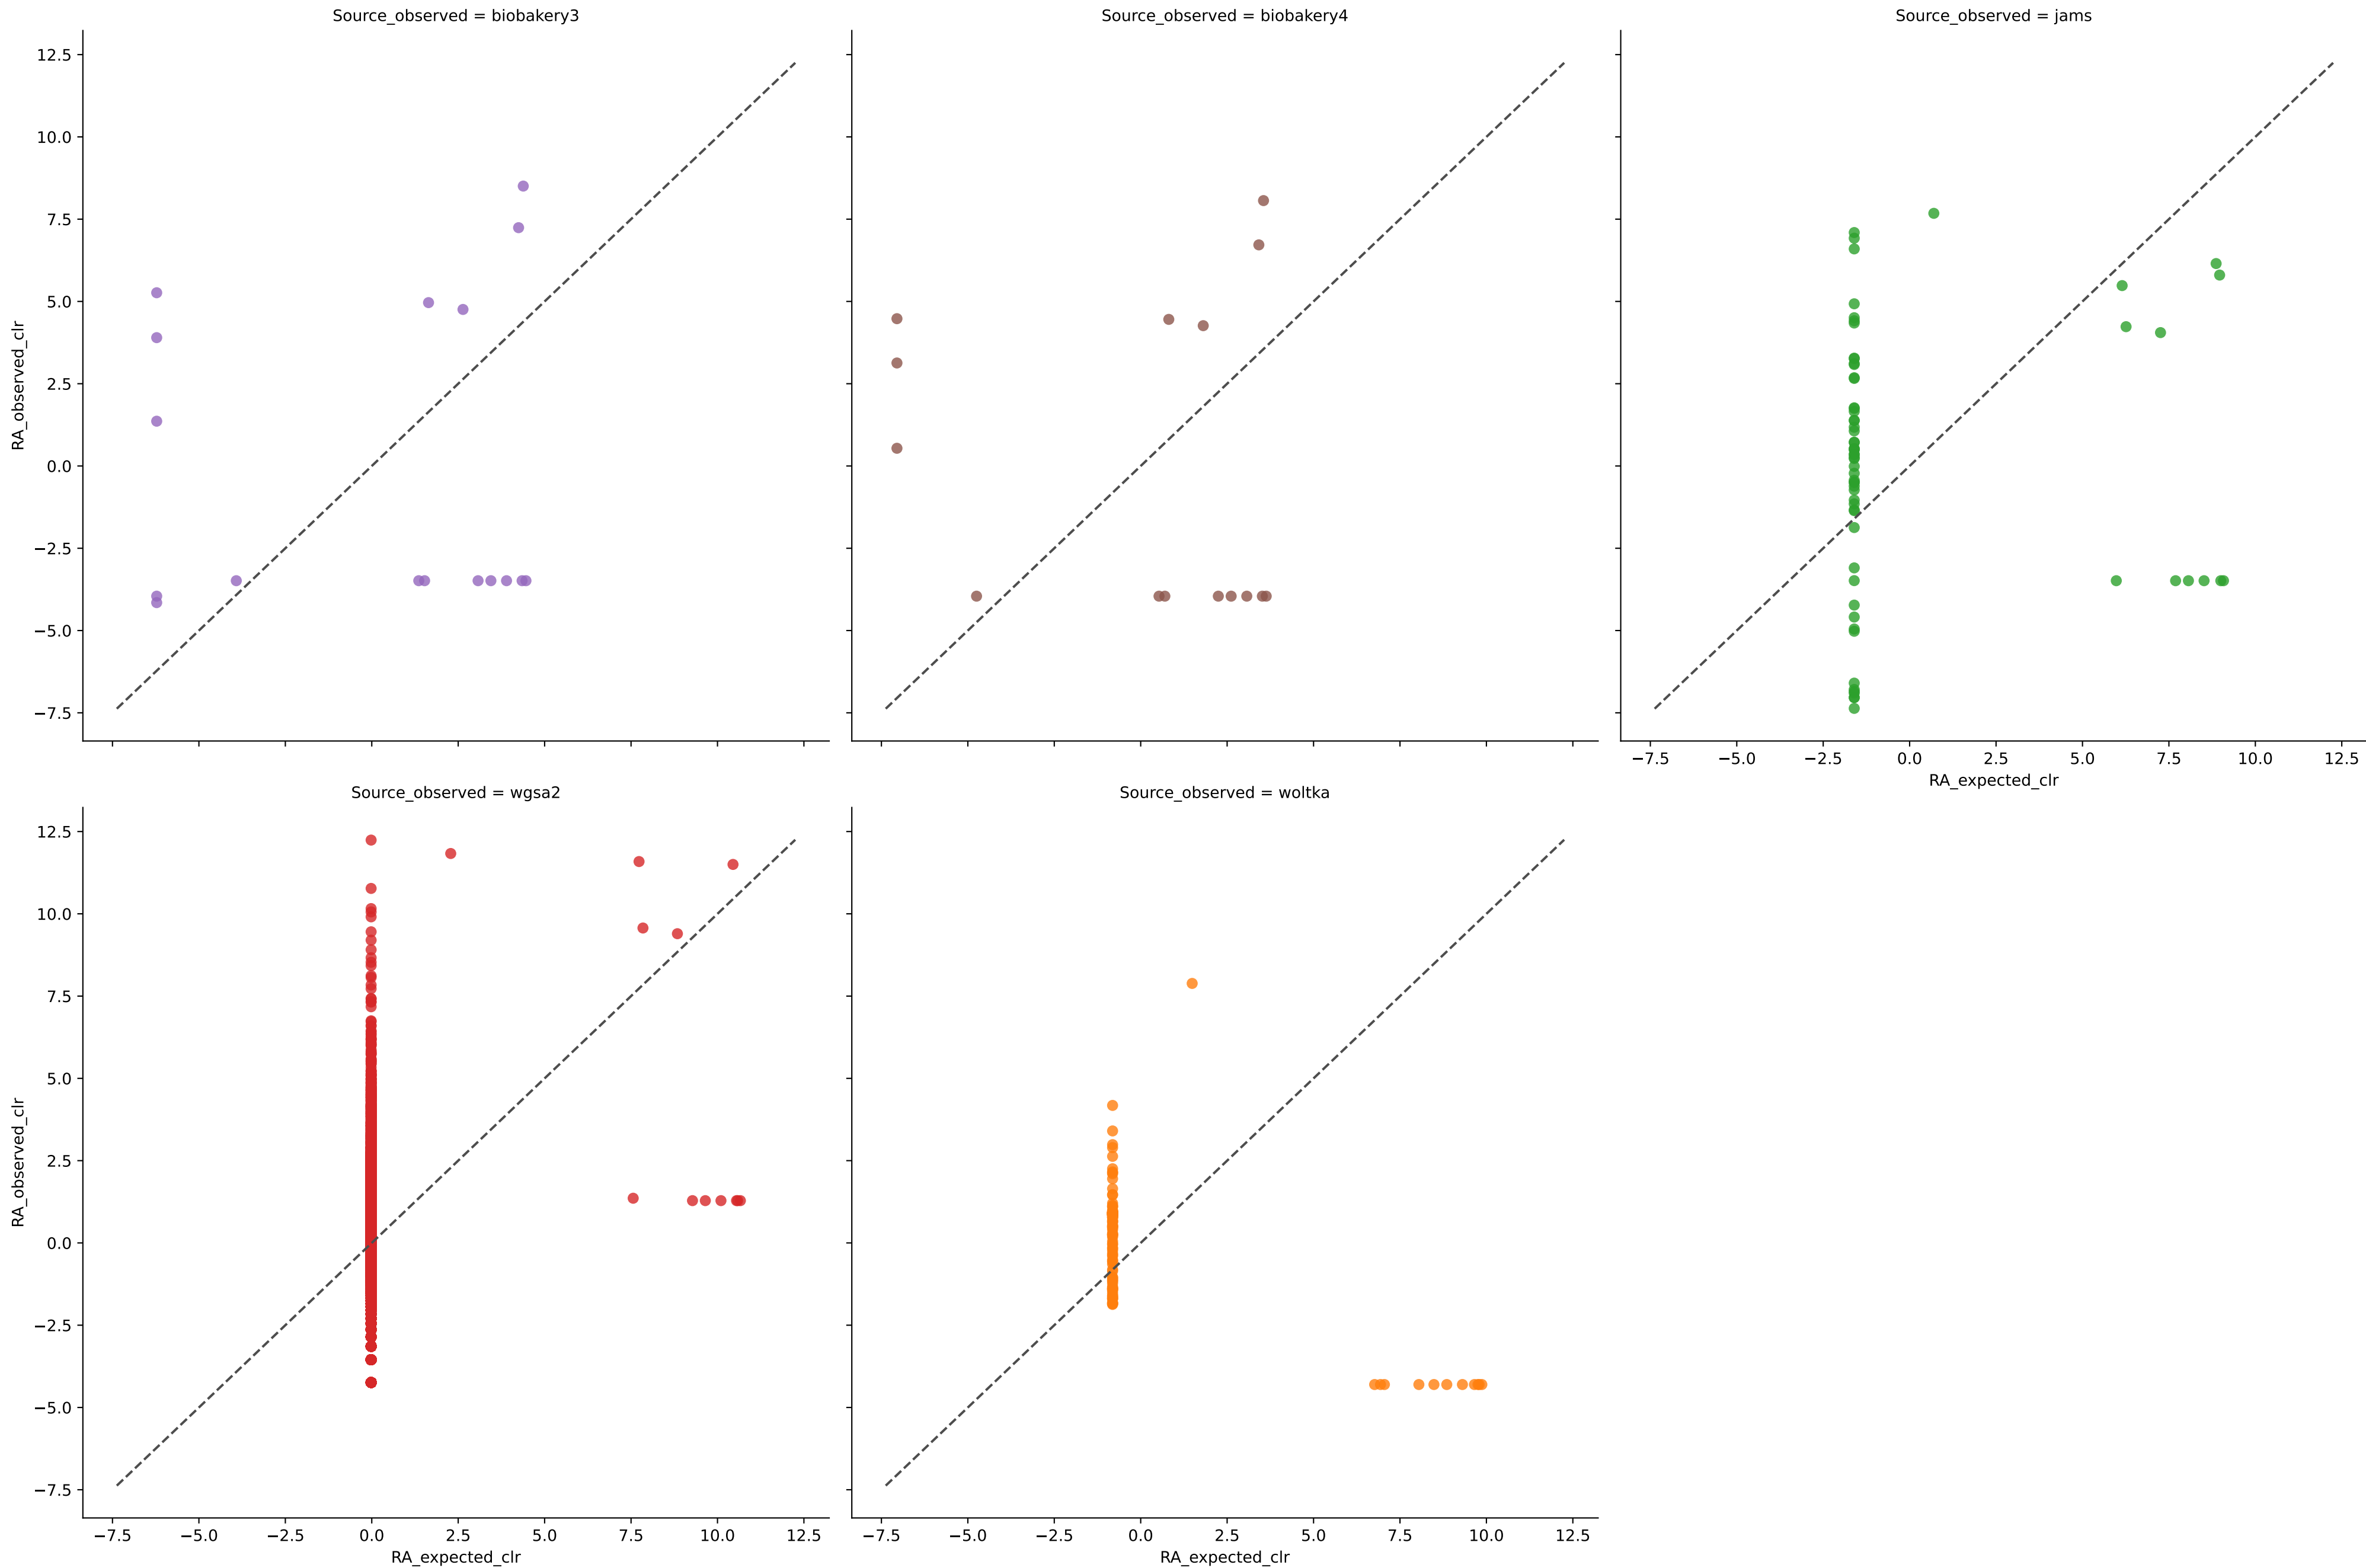 Source_observed = biobakery3
Source_observed = biobakery4
Source_observed = jams
12.5
10.0
7.5
5.0
2.5
0.0
−2.5
−5.0
−7.5
RA_observed_clr
−7.5 −5.0 −2.5 0.0 2.5 5.0 7.5 10.0 12.5
RA_expected_clr
Source_observed = wgsa2
Source_observed = woltka
12.5
10.0
7.5
5.0
2.5
0.0
−2.5
−5.0
−7.5
RA_observed_clr
−7.5 −5.0 −2.5 0.0 2.5 5.0 7.5 10.0 12.5
RA_expected_clr
−7.5 −5.0 −2.5 0.0 2.5 5.0 7.5 10.0 12.5
RA_expected_clr